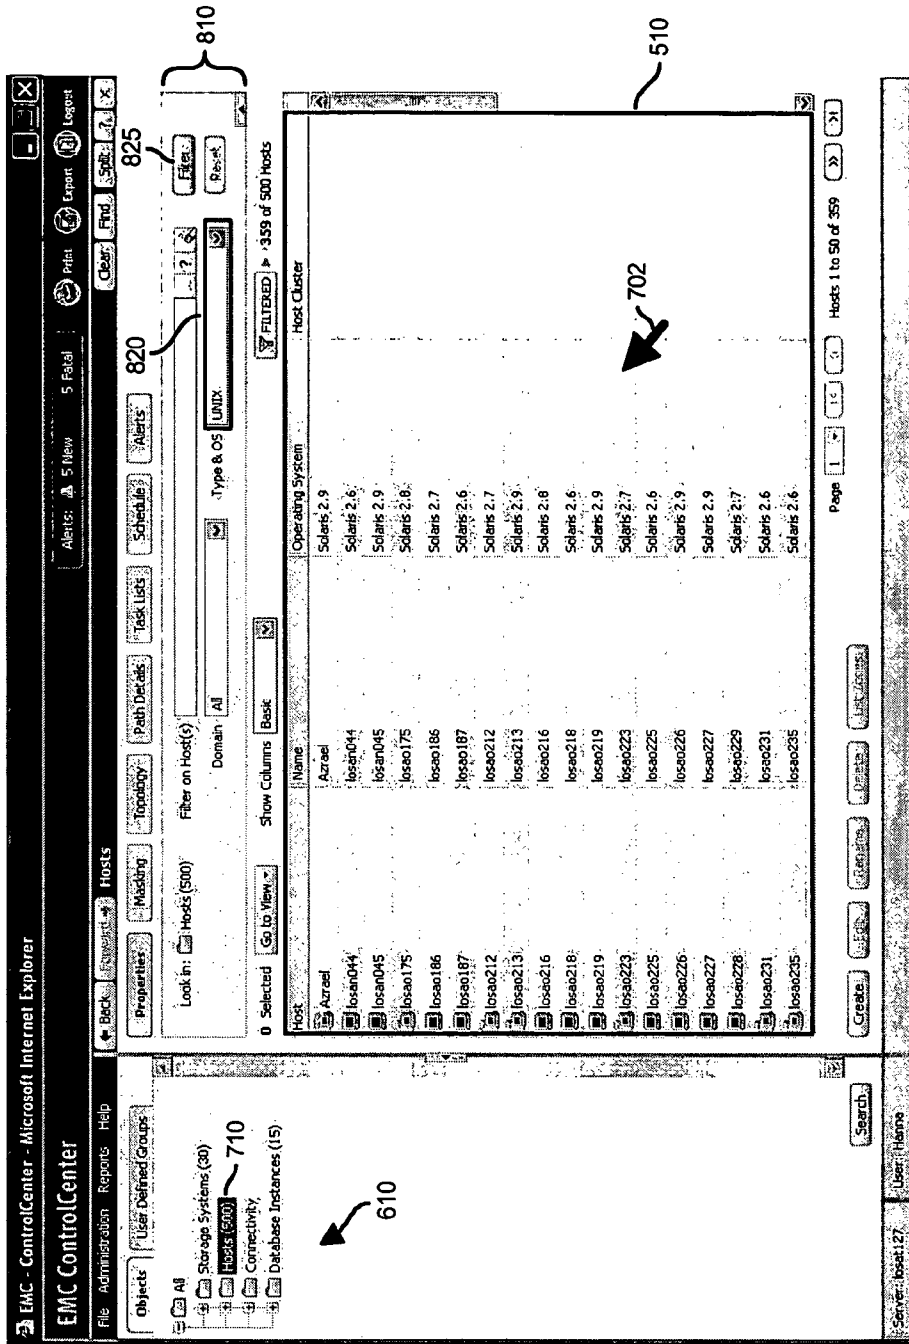 EMC - ControlCenter - Microsoft Internet Explorer
EMC ControlCenter
Alerts: 5 New 5 Fatal
Print Export Logout
File Administration Reports Help
Back Forward Hosts
Clear Find Split ? X
Objects User Defined Groups
Properties Masking Topology Path Details Task Lists Schedule Alerts
820
825
810
All
Storage Systems (30)
Hosts (500)
Connectivity
Database Instances (15)
710
610
Look in: Hosts (500)
Filter on Host(s)
?
Filter
Domain All
Type & OS UNIX
Reset
0 Selected Go to View
Show Columns Basic
FILTERED 359 of 500 Hosts
Host Name Operating System Host Cluster
Azrael Azrael Solaris 2.9
losan044 losan044 Solaris 2.6
losan045 losan045 Solaris 2.9
losao175 losao175 Solaris 2.8
losao186 losao186 Solaris 2.7
losao187 losao187 Solaris 2.6
losao212 losao212 Solaris 2.7
losao213 losao213 Solaris 2.9
losao216 losao216 Solaris 2.8
losao218 losao218 Solaris 2.6
losao219 losao219 Solaris 2.9
losao223 losao223 Solaris 2.7
losao225 losao225 Solaris 2.6
losao226 losao226 Solaris 2.9
losao227 losao227 Solaris 2.9
losao228 losao229 Solaris 2.7
losao231 losao231 Solaris 2.6
losao235 losao235 Solaris 2.6
702
510
Page 1 Hosts 1 to 50 of 359
Search
Create Edit Rename Delete List Zones
Server: losat127 User: Hanna